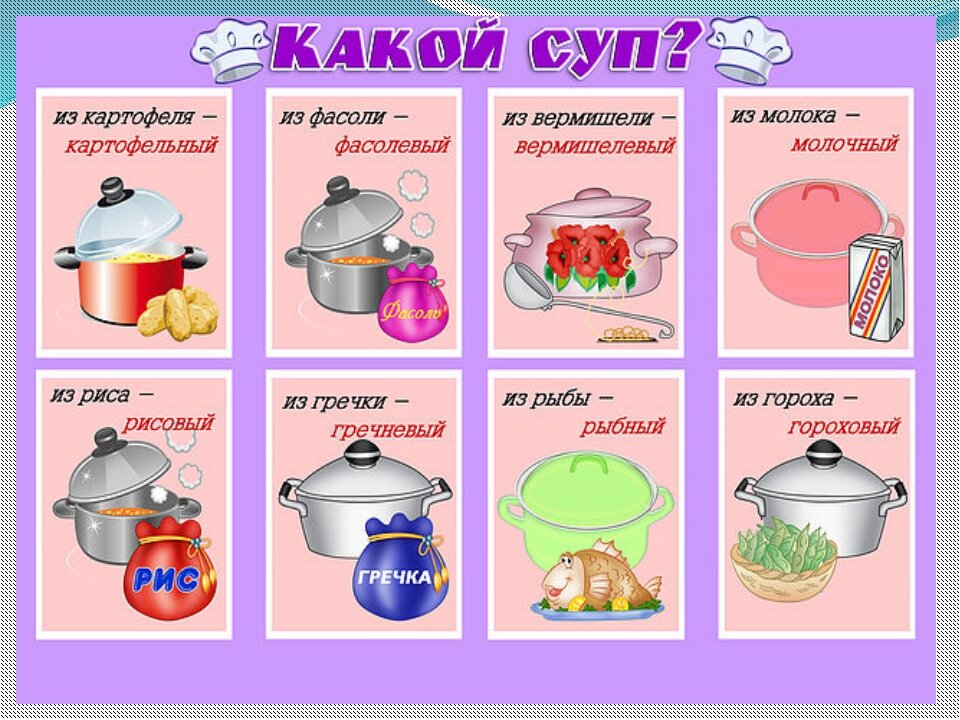 Какой суп?
из картофеля –
картофельный
из фасоли –
фасолевый
Фасоль
из вермишели –
вермишелевый
из молока –
молочный
МОЛОКО
из риса –
рисовый
РИС
из гречки –
гречневый
ГРЕЧКА
из рыбы –
рыбный
из гороха –
гороховый